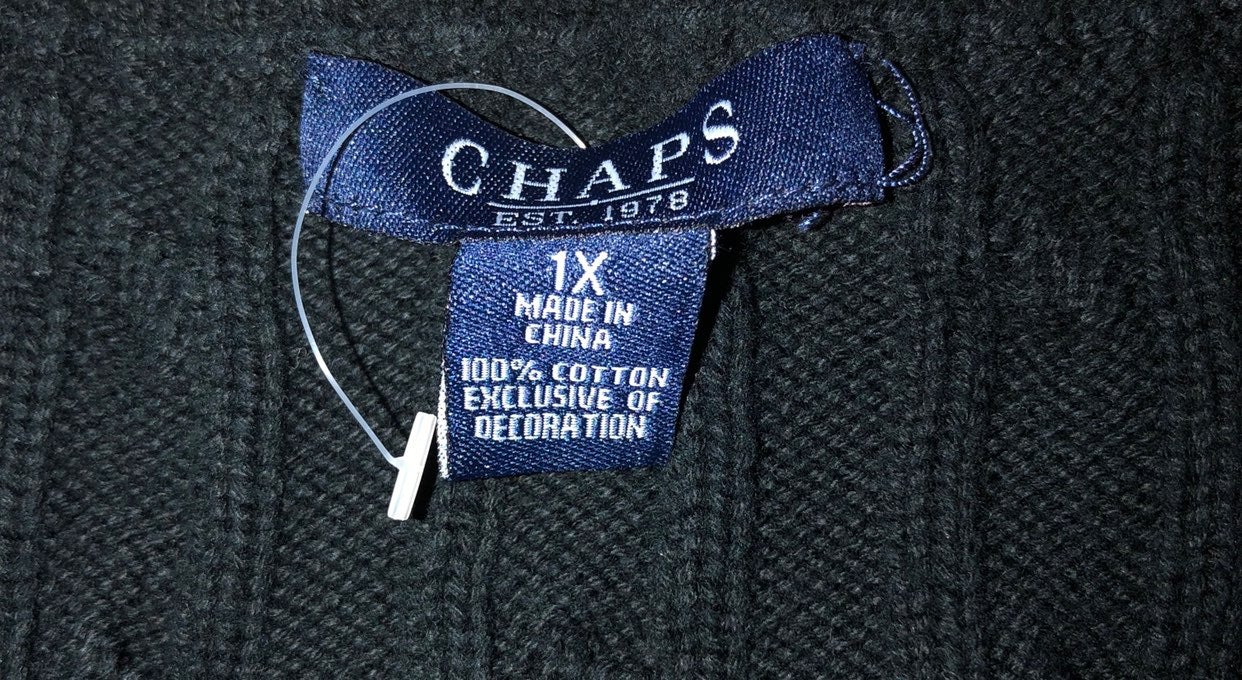 CHAPS
EST. 1978
1X
MADE IN
CHINA
100% COTTON
EXCLUSIVE OF
DECORATION